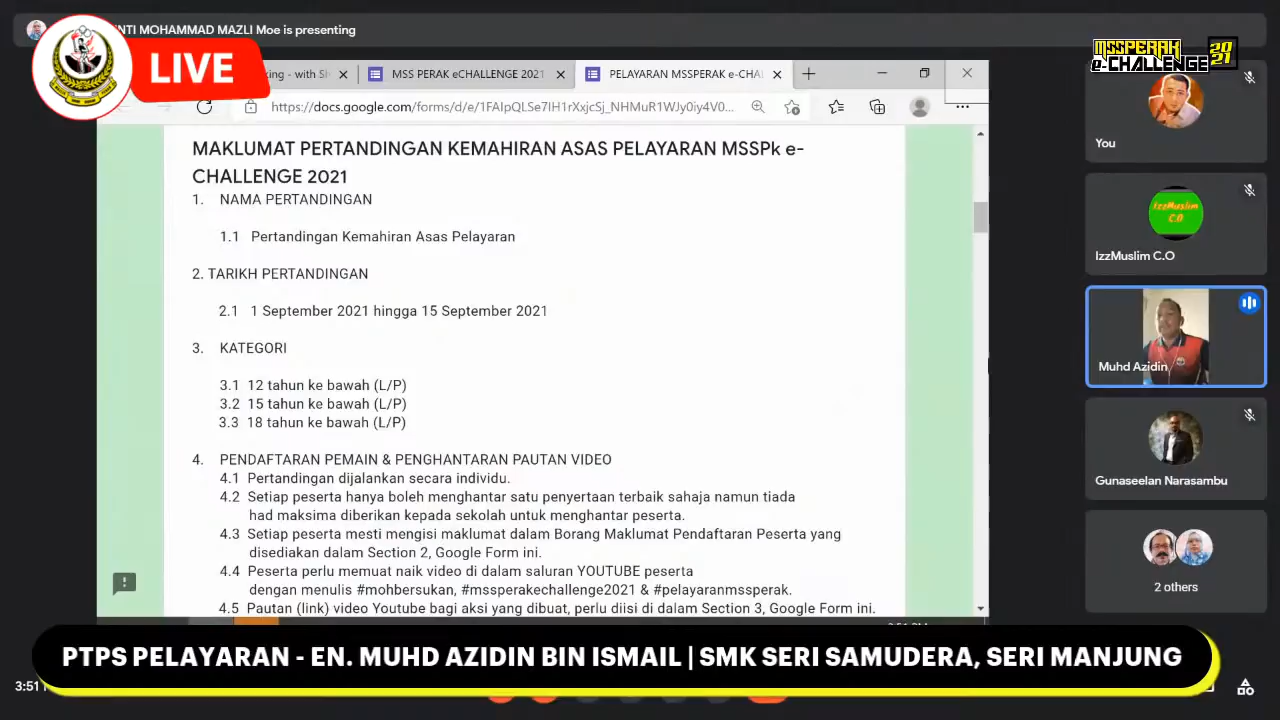 INTI MOHAMMAD MAZLI Moe is presenting
LIVE
MSSPERAK
e-CHALLENGE
2021
king - with Sh
MSS PERAK eCHALLENGE 2021
PELAYARAN MSSPERAK e-CHAL
https://docs.google.com/forms/d/e/1FAIpQLSe7IH1rXxjcSj_NHMuR1WJy0iy4V0...
MAKLUMAT PERTANDINGAN KEMAHIRAN ASAS PELAYARAN MSSPk e-
CHALLENGE 2021
1. NAMA PERTANDINGAN
1.1 Pertandingan Kemahiran Asas Pelayaran
2. TARIKH PERTANDINGAN
2.1 1 September 2021 hingga 15 September 2021
3. KATEGORI
3.1 12 tahun ke bawah (L/P)
3.2 15 tahun ke bawah (L/P)
3.3 18 tahun ke bawah (L/P)
4. PENDAFTARAN PEMAIN & PENGHANTARAN PAUTAN VIDEO
4.1 Pertandingan dijalankan secara individu.
4.2 Setiap peserta hanya boleh menghantar satu penyertaan terbaik sahaja namun tiada
had maksima diberikan kepada sekolah untuk menghantar peserta.
4.3 Setiap peserta mesti mengisi maklumat dalam Borang Maklumat Pendaftaran Peserta yang
disediakan dalam Section 2, Google Form ini.
4.4 Peserta perlu memuat naik video di dalam saluran YOUTUBE peserta
dengan menulis #mohbersukan, #mssperakechallenge2021 & #pelayaranmssperak.
4.5 Pautan (link) video Youtube bagi aksi yang dibuat, perlu diisi di dalam Section 3, Google Form ini.
You
IzzMuslim C.O
IzzMuslim C.O
Muhd Azidin
Gunaseelan Narasambu
2 others
PTPS PELAYARAN - EN. MUHD AZIDIN BIN ISMAIL | SMK SERI SAMUDERA, SERI MANJUNG
3:51